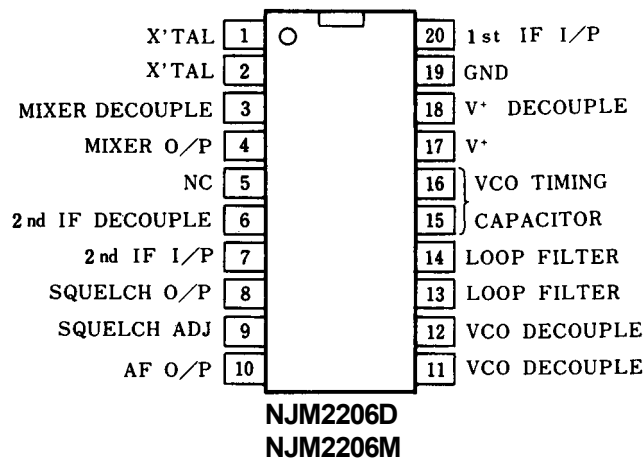 X'TAL 1 20 1st IF I/P
X'TAL 2 19 GND
MIXER DECOUPLE 3 18 V+ DECOUPLE
MIXER O/P 4 17 V+
NC 5 16 VCO TIMING
2nd IF DECOUPLE 6 15 CAPACITOR
2nd IF I/P 7 14 LOOP FILTER
SQUELCH O/P 8 13 LOOP FILTER
SQUELCH ADJ 9 12 VCO DECOUPLE
AF O/P 10 11 VCO DECOUPLE
NJM2206D
NJM2206M